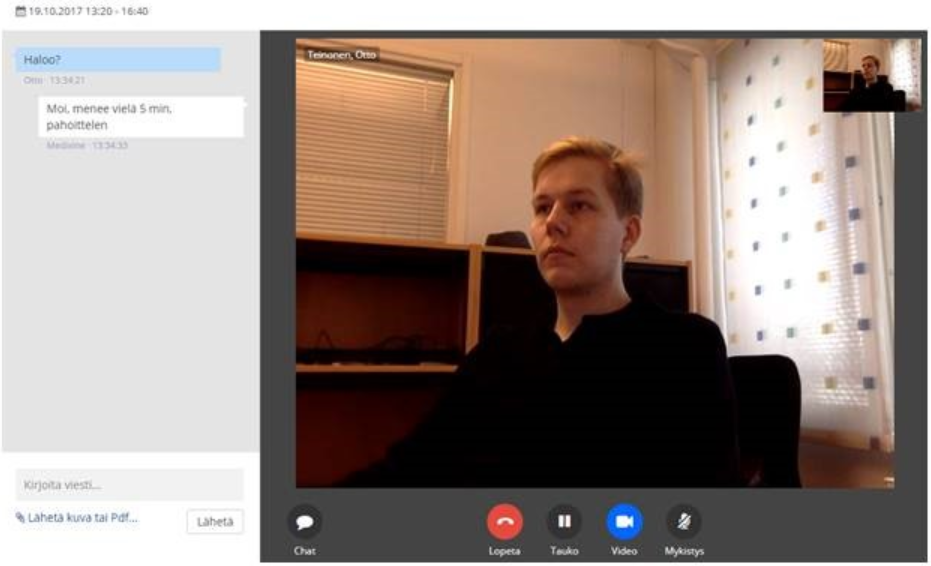 19.10.2017 13:20 - 16:40
Haloo?
Otto · 13:34:21
Moi, menee vielä 5 min,
pahoittelen
Medivine · 13:34:33
Teinonen, Otto
Kirjoita viesti...
Lähetä kuva tai Pdf...
Lähetä
Chat
Lopeta
Tauko
Video
Mykistys